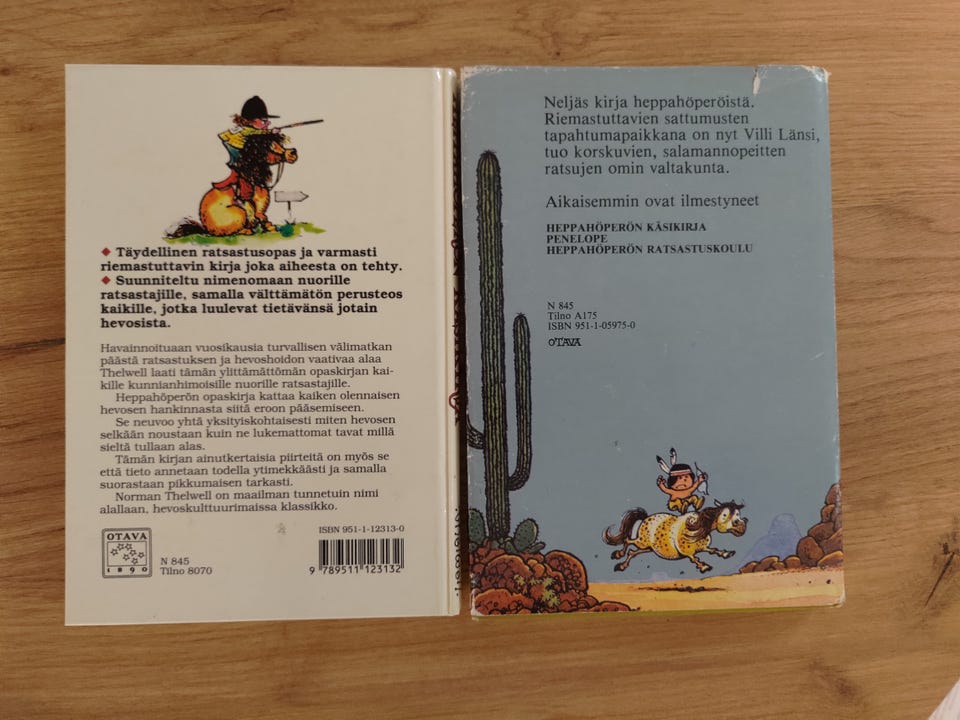 ◆ Täydellinen ratsastusopas ja varmasti
riemastuttavin kirja joka aiheesta on tehty.
◆ Suunniteltu nimenomaan nuorille
ratsastajille, samalla välttämätön perusteos
kaikille, jotka luulevat tietävänsä jotain
hevosista.
Havainnoituaan vuosikausia turvallisen välimatkan
päästä ratsastuksen ja hevoshoidon vaativaa alaa
Thelwell laati tämän ylittämättömän opaskirjan kai-
kille kunnianhimoisille nuorille ratsastajille.
Heppahöperön opaskirja kattaa kaiken olennaisen
hevosen hankinnasta siitä eroon pääsemiseen.
Se neuvoo yhtä yksityiskohtaisesti miten hevosen
selkään noustaan kuin ne lukemattomat tavat millä
sieltä tullaan alas.
Tämän kirjan ainutkertaisia piirteitä on myös se
että tieto annetaan todella ytimekkäästi ja samalla
suorastaan pikkumaisen tarkasti.
Norman Thelwell on maailman tunnetuin nimi
alallaan, hevoskulttuurimaissa klassikko.
OTAVA
1890
N 845
Tilno 8070
ISBN 951-1-12313-0
9 789511 123132
Neljäs kirja heppahöperöistä.
Riemastuttavien sattumusten
tapahtumapaikkana on nyt Villi Länsi,
tuo korskuvien, salamannopeitten
ratsujen omin valtakunta.
Aikaisemmin ovat ilmestyneet
HEPPAHÖPERÖN KÄSIKIRJA
PENELOPE
HEPPAHÖPERÖN RATSASTUSKOULU
N 845
Tilno A175
ISBN 951-1-05975-0
OTAVA